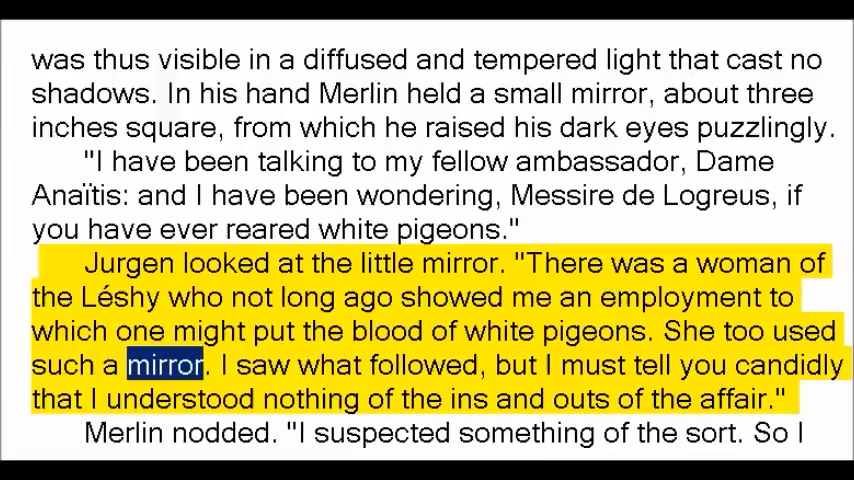 was thus visible in a diffused and tempered light that cast no
shadows. In his hand Merlin held a small mirror, about three
inches square, from which he raised his dark eyes puzzlingly.
"I have been talking to my fellow ambassador, Dame
Anaïtis: and I have been wondering, Messire de Logreus, if
you have ever reared white pigeons."
Jurgen looked at the little mirror. "There was a woman of
the Léshy who not long ago showed me an employment to
which one might put the blood of white pigeons. She too used
such a mirror. I saw what followed, but I must tell you candidly
that I understood nothing of the ins and outs of the affair."
Merlin nodded. "I suspected something of the sort. So I